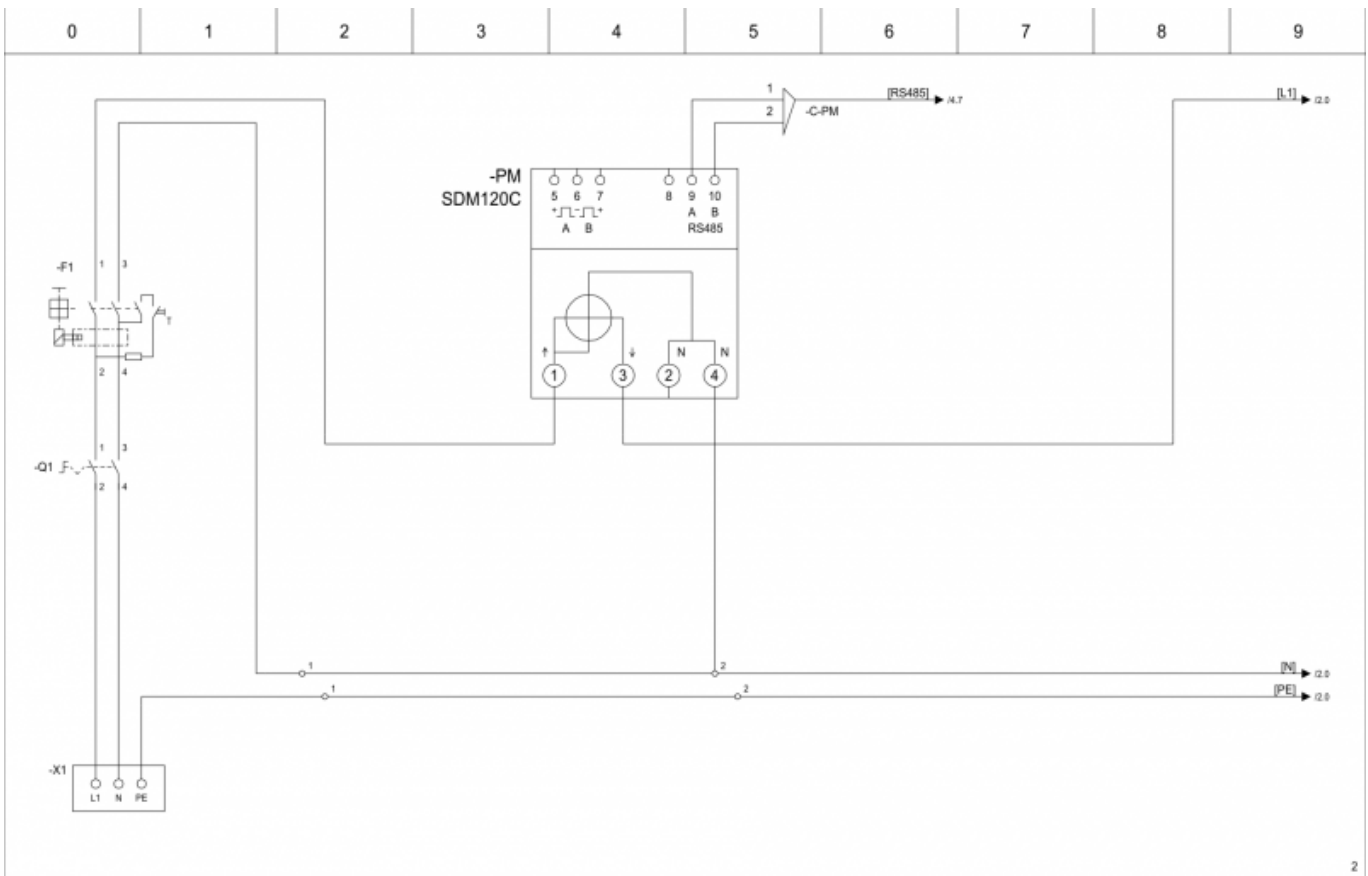 0 1 2 3 4 5 6 7 8 9
1
2
-C-PM
[RS485]
/4.7
[L1]
/2.0
-PM
SDM120C
5 6 7 8 9 10
A B
+ - +
A B
RS485
-F1
1 3
T
2 4
N N
1 3 2 4
-Q1
1 3
2 4
1 2
[N]
/2.0
1 2
[PE]
/2.0
-X1
L1 N PE
2